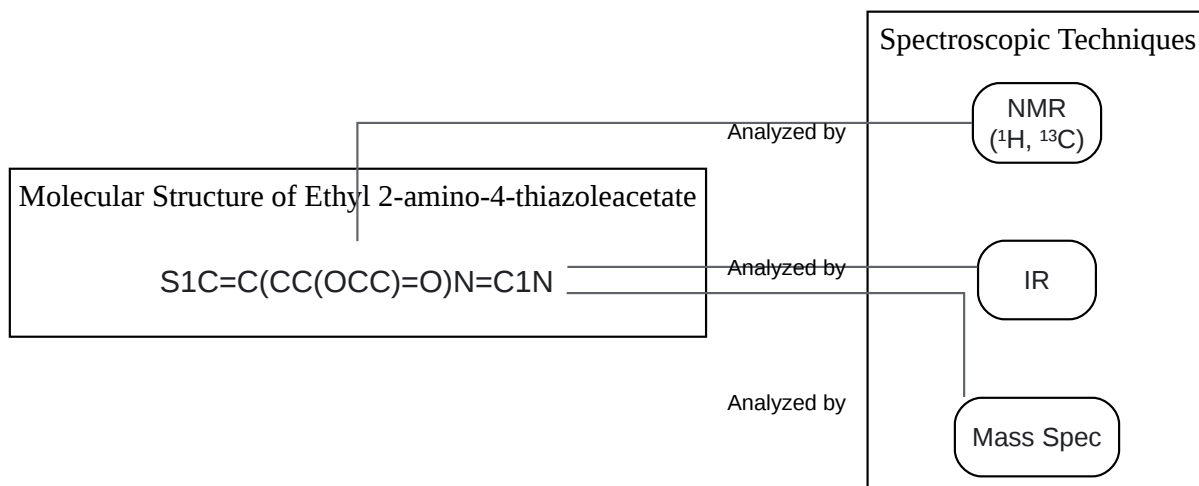 Spectroscopic Techniques
NMR
(¹H, ¹³C)
Analyzed by
Molecular Structure of Ethyl 2-amino-4-thiazoleacetate
S1C=C(CC(OCC)=O)N=C1N
Analyzed by
IR
Analyzed by
Mass Spec